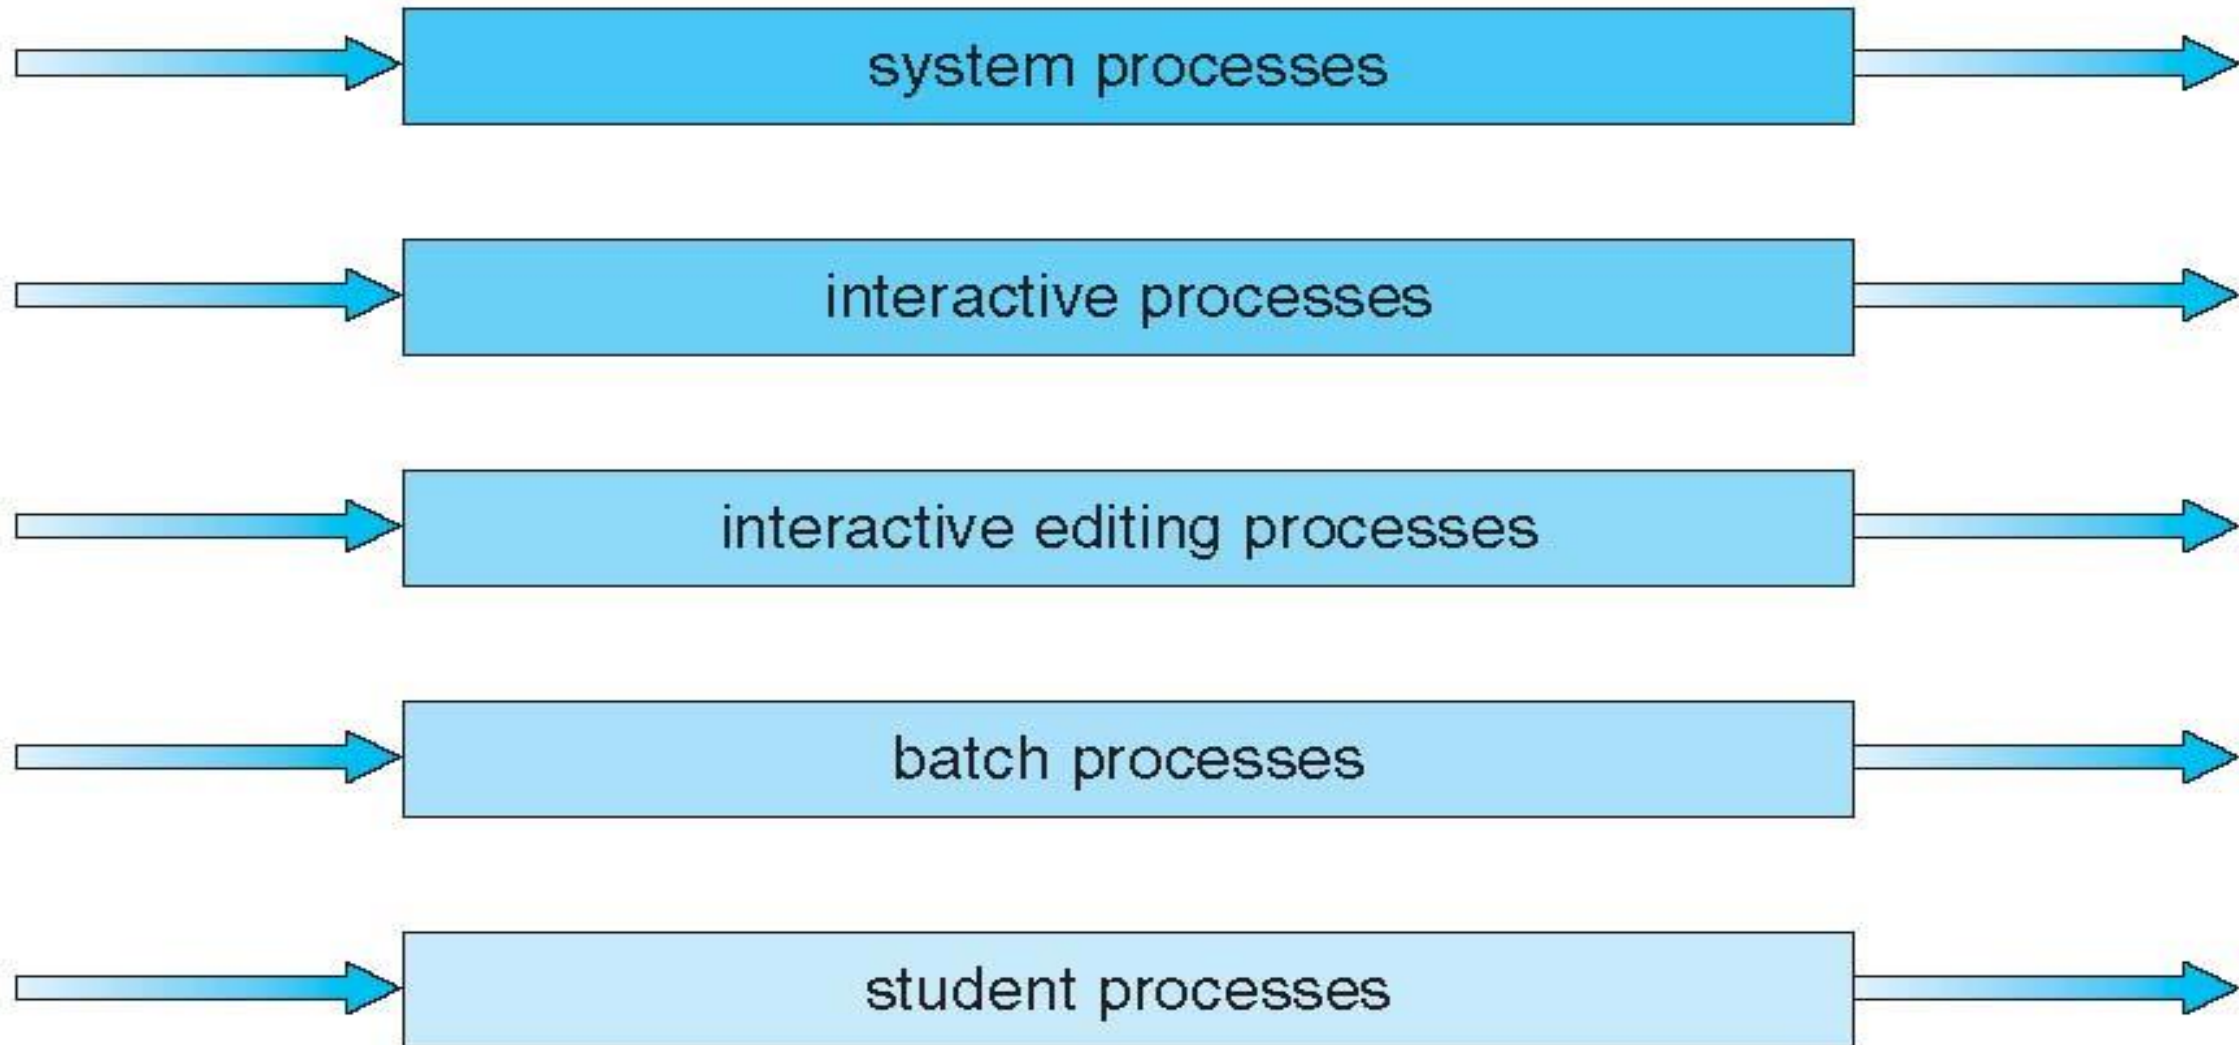 system processes
interactive processes
interactive editing processes
batch processes
student processes